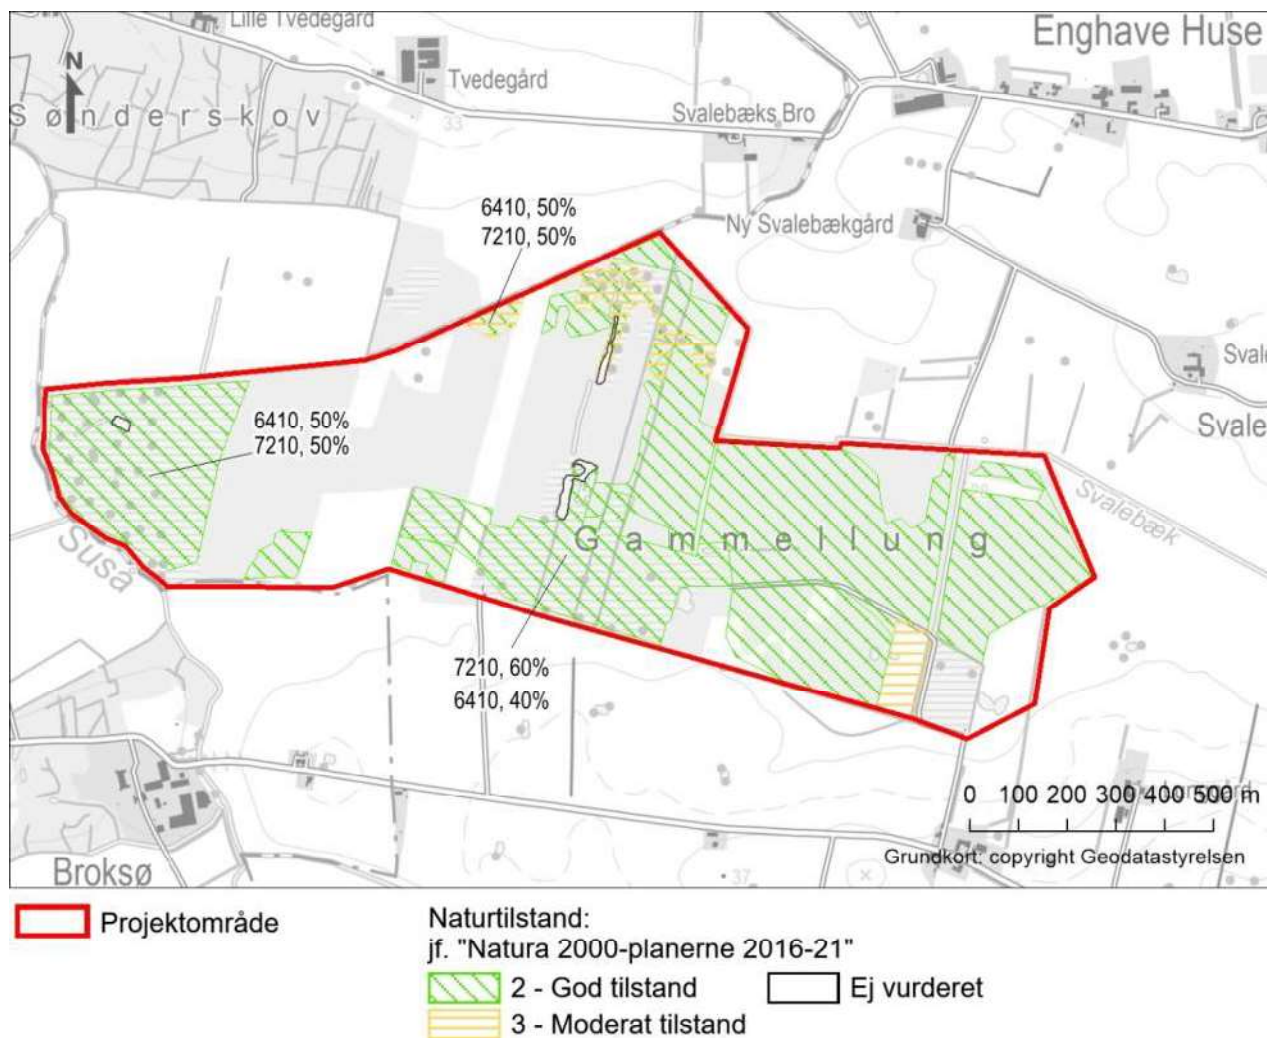 Lille Tvedegård
Enghave Huse
N
Tvedegård
Sønderskov
33
Svalebæks Bro
6410, 50%
7210, 50%
Ny Svalebækgård
6410, 50%
7210, 50%
Svale
Svalebæk
Suså
Gammellung
7210, 60%
6410, 40%
0 100 200 300 400 500 m
Grundkort: copyright Geodatastyrelsen
Broksø
37
Projektområde
Naturtilstand:
jf. "Natura 2000-planerne 2016-21"
2 - God tilstand
Ej vurderet
3 - Moderat tilstand